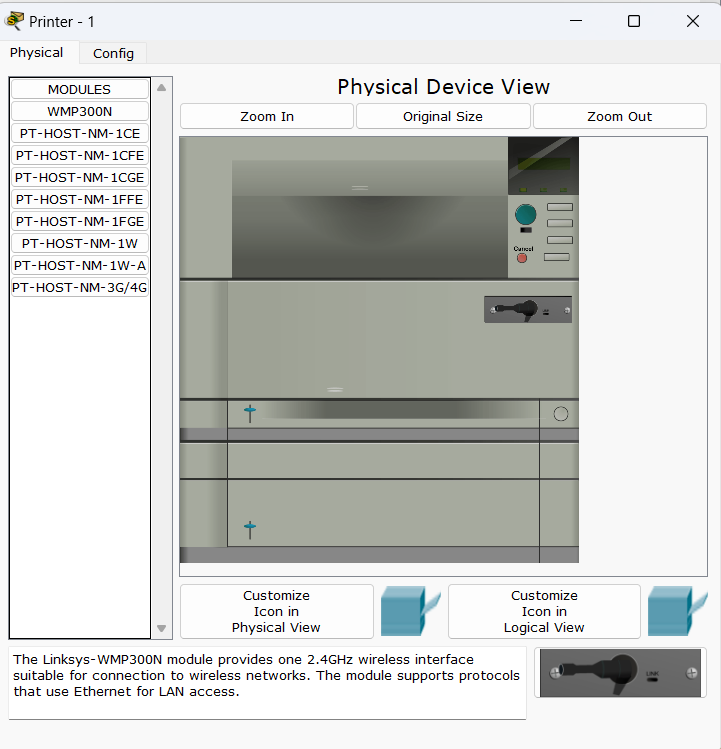 Printer - 1
Physical
Config
MODULES
WMP300N
PT-HOST-NM-1CE
PT-HOST-NM-1CFE
PT-HOST-NM-1CGE
PT-HOST-NM-1FFE
PT-HOST-NM-1FGE
PT-HOST-NM-1W
PT-HOST-NM-1W-A
PT-HOST-NM-3G/4G
Physical Device View
Zoom In
Original Size
Zoom Out
Cancel
Customize
Icon in
Physical View
Customize
Icon in
Logical View
The Linksys-WMP300N module provides one 2.4GHz wireless interface
suitable for connection to wireless networks. The module supports protocols
that use Ethernet for LAN access.
LINK